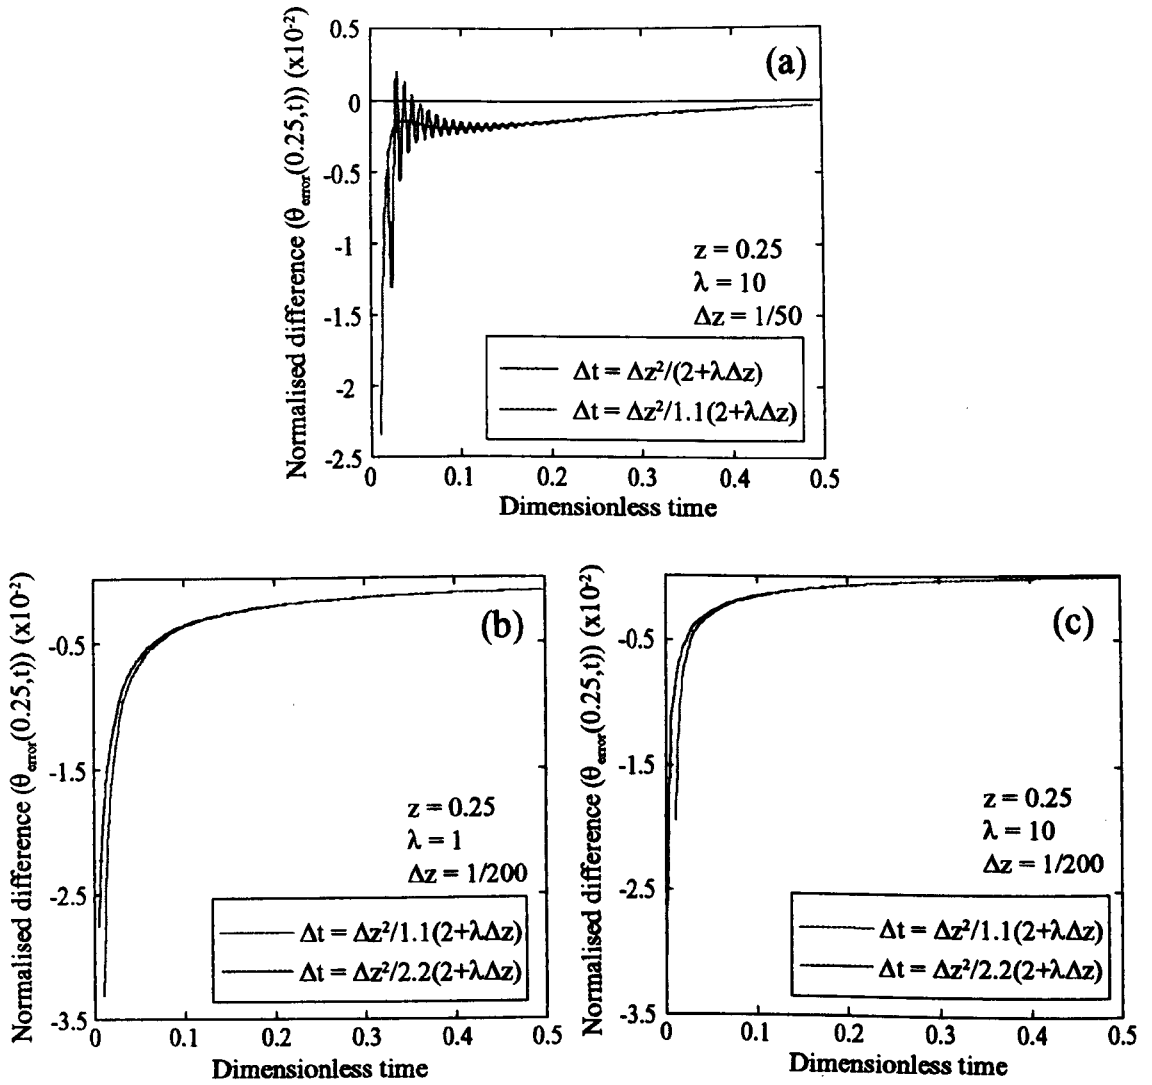 (a)
Normalised difference (θerror(0.25,t)) (x10-2)
0.5
0
-0.5
-1
-1.5
-2
-2.5
z = 0.25
λ = 10
Δz = 1/50
Δt = Δz²/(2+λΔz)
Δt = Δz²/1.1(2+λΔz)
0 0.1 0.2 0.3 0.4 0.5
Dimensionless time
(b)
Normalised difference (θerror(0.25,t)) (x10-2)
-0.5
-1.5
-2.5
-3.5
z = 0.25
λ = 1
Δz = 1/200
Δt = Δz²/1.1(2+λΔz)
Δt = Δz²/2.2(2+λΔz)
0 0.1 0.2 0.3 0.4 0.5
Dimensionless time
(c)
Normalised difference (θerror(0.25,t)) (x10-2)
-0.5
-1.5
-2.5
-3.5
z = 0.25
λ = 10
Δz = 1/200
Δt = Δz²/1.1(2+λΔz)
Δt = Δz²/2.2(2+λΔz)
0 0.1 0.2 0.3 0.4 0.5
Dimensionless time